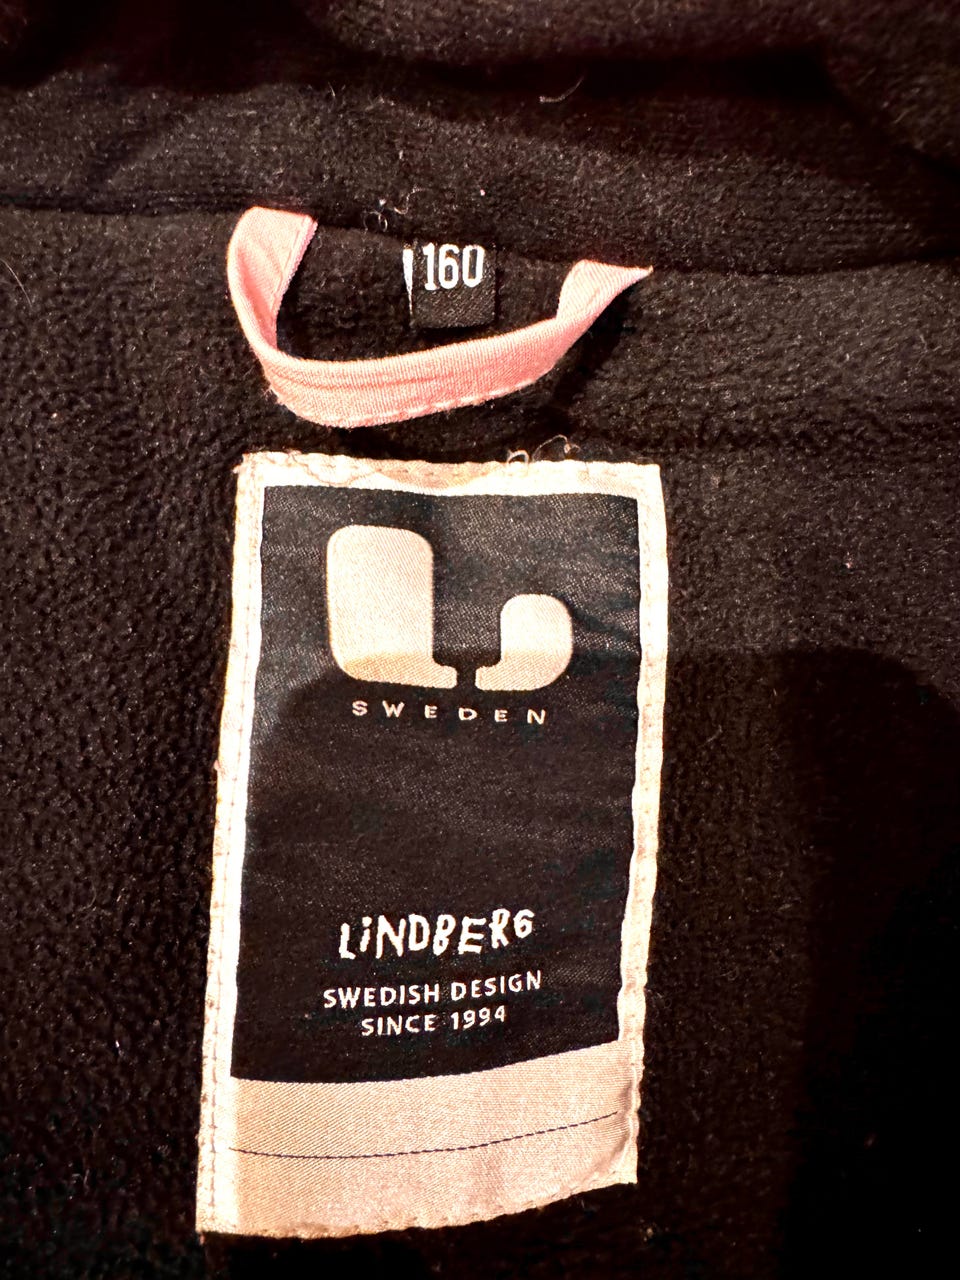 160
SWEDEN
LiNDBERG
SWEDISH DESIGN
SINCE 1994